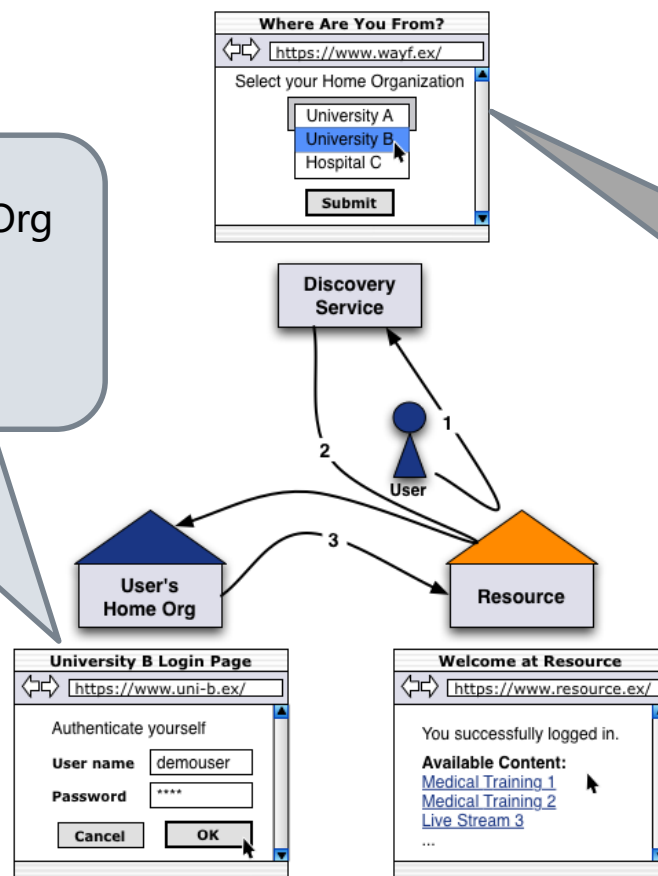 Where Are You From?
https://www.wayf.ex/
Select your Home Organization
University A
University B
Hospital C
Submit
Org
Discovery
Service
1
2
User
3
User's
Home Org
Resource
University B Login Page
https://www.uni-b.ex/
Authenticate yourself
User name demouser
Password ****
Cancel OK
Welcome at Resource
https://www.resource.ex/
You successfully logged in.
Available Content:
Medical Training 1
Medical Training 2
Live Stream 3
...